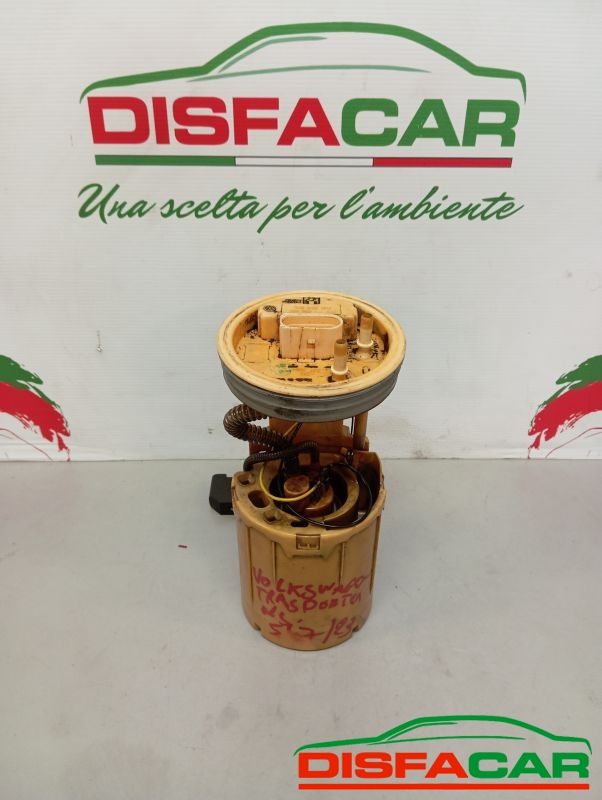 DISFACAR
Una scelta per l'ambiente
VOLKSWAGEN
TRASPORTER
DISFACAR